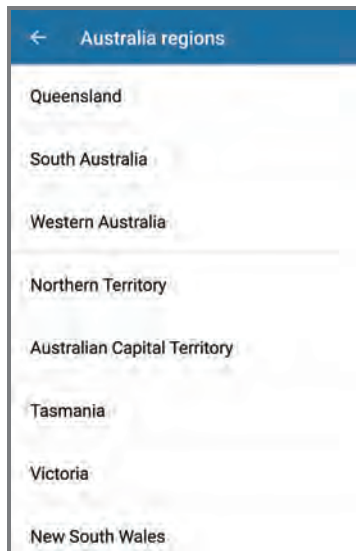 Australia regions
Queensland
South Australia
Western Australia
Northern Territory
Australian Capital Territory
Tasmania
Victoria
New South Wales